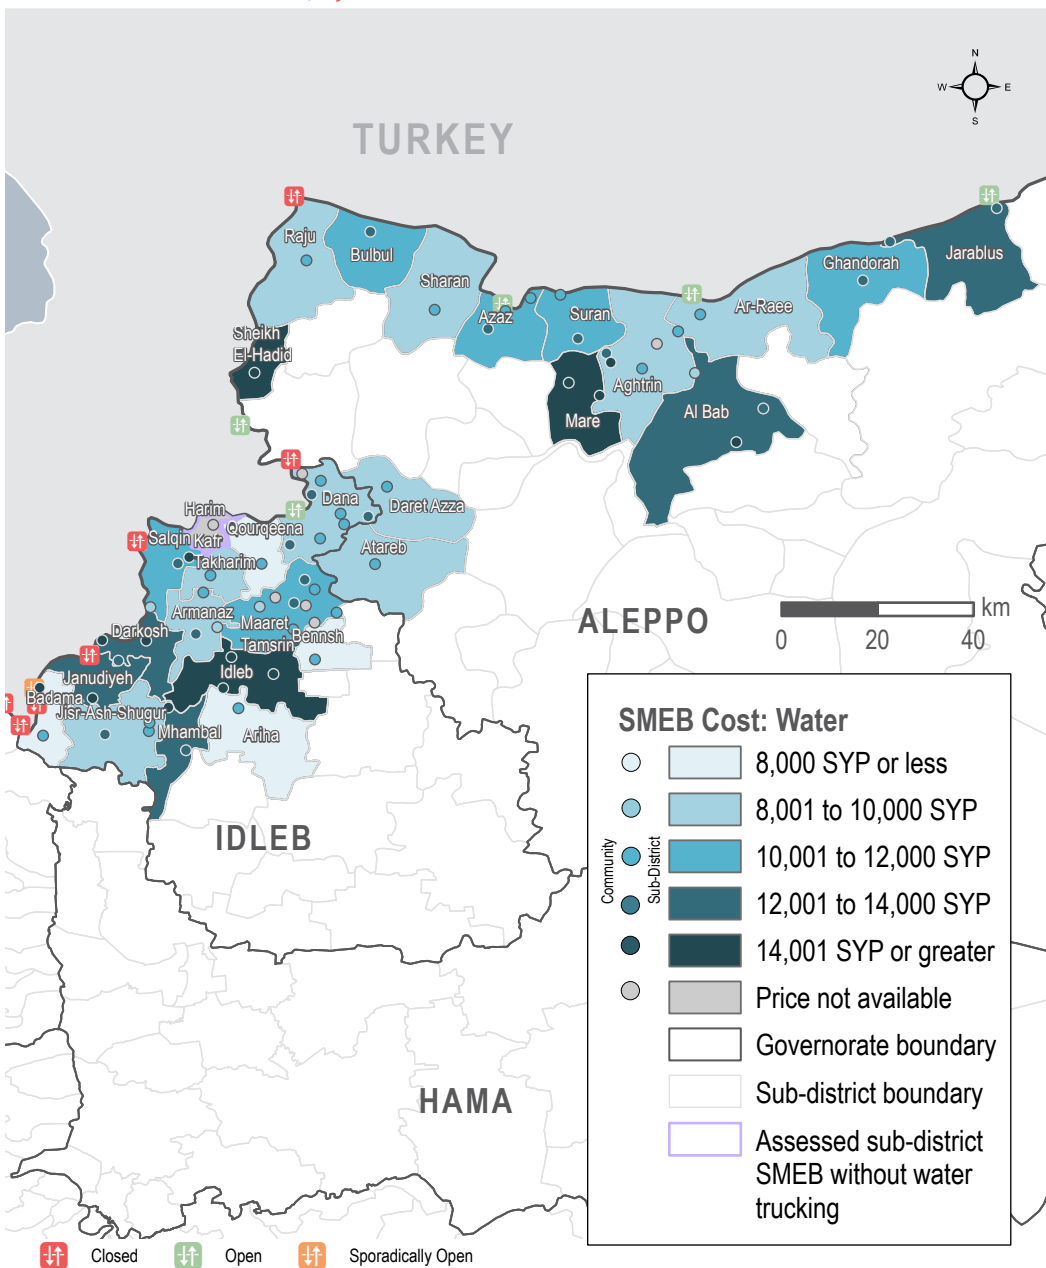 N
W E
S
TURKEY
Raju
Bulbul
Sharan
Azaz
Suran
Ar-Raee
Ghandorah
Jarablus
Sheikh
El-Hadid
Aghtrin
Mare
Al Bab
Dana
Daret Azza
Harim
Qourqeena
Salqin
Kafr
Takharim
Atareb
Armanaz
Maaret
Tamsrin
Bennsh
Darkosh
Janudiyeh
Idleb
Badama
Jisr-Ash-Shugur
Mhambal
Ariha
ALEPPO
km
0 20 40
IDLEB
HAMA
SMEB Cost: Water
Community
Sub-District
8,000 SYP or less
8,001 to 10,000 SYP
10,001 to 12,000 SYP
12,001 to 14,000 SYP
14,001 SYP or greater
Price not available
Governorate boundary
Sub-district boundary
Assessed sub-district
SMEB without water
trucking
Closed
Open
Sporadically Open